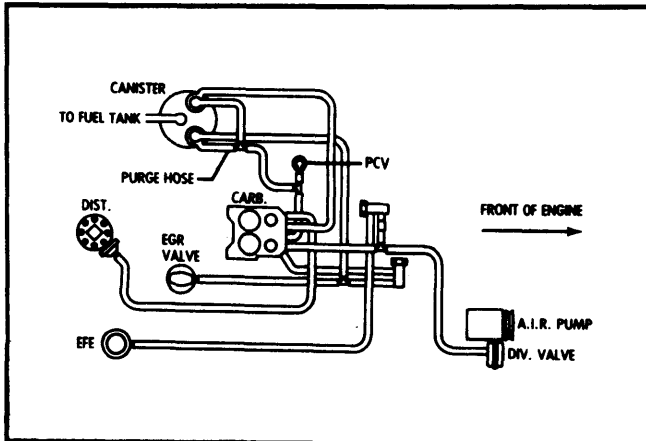 CANISTER
TO FUEL TANK
PURGE HOSE
PCV
DIST.
CARB.
EGR
VALVE
FRONT OF ENGINE
A.I.R. PUMP
DIV. VALVE
EFE